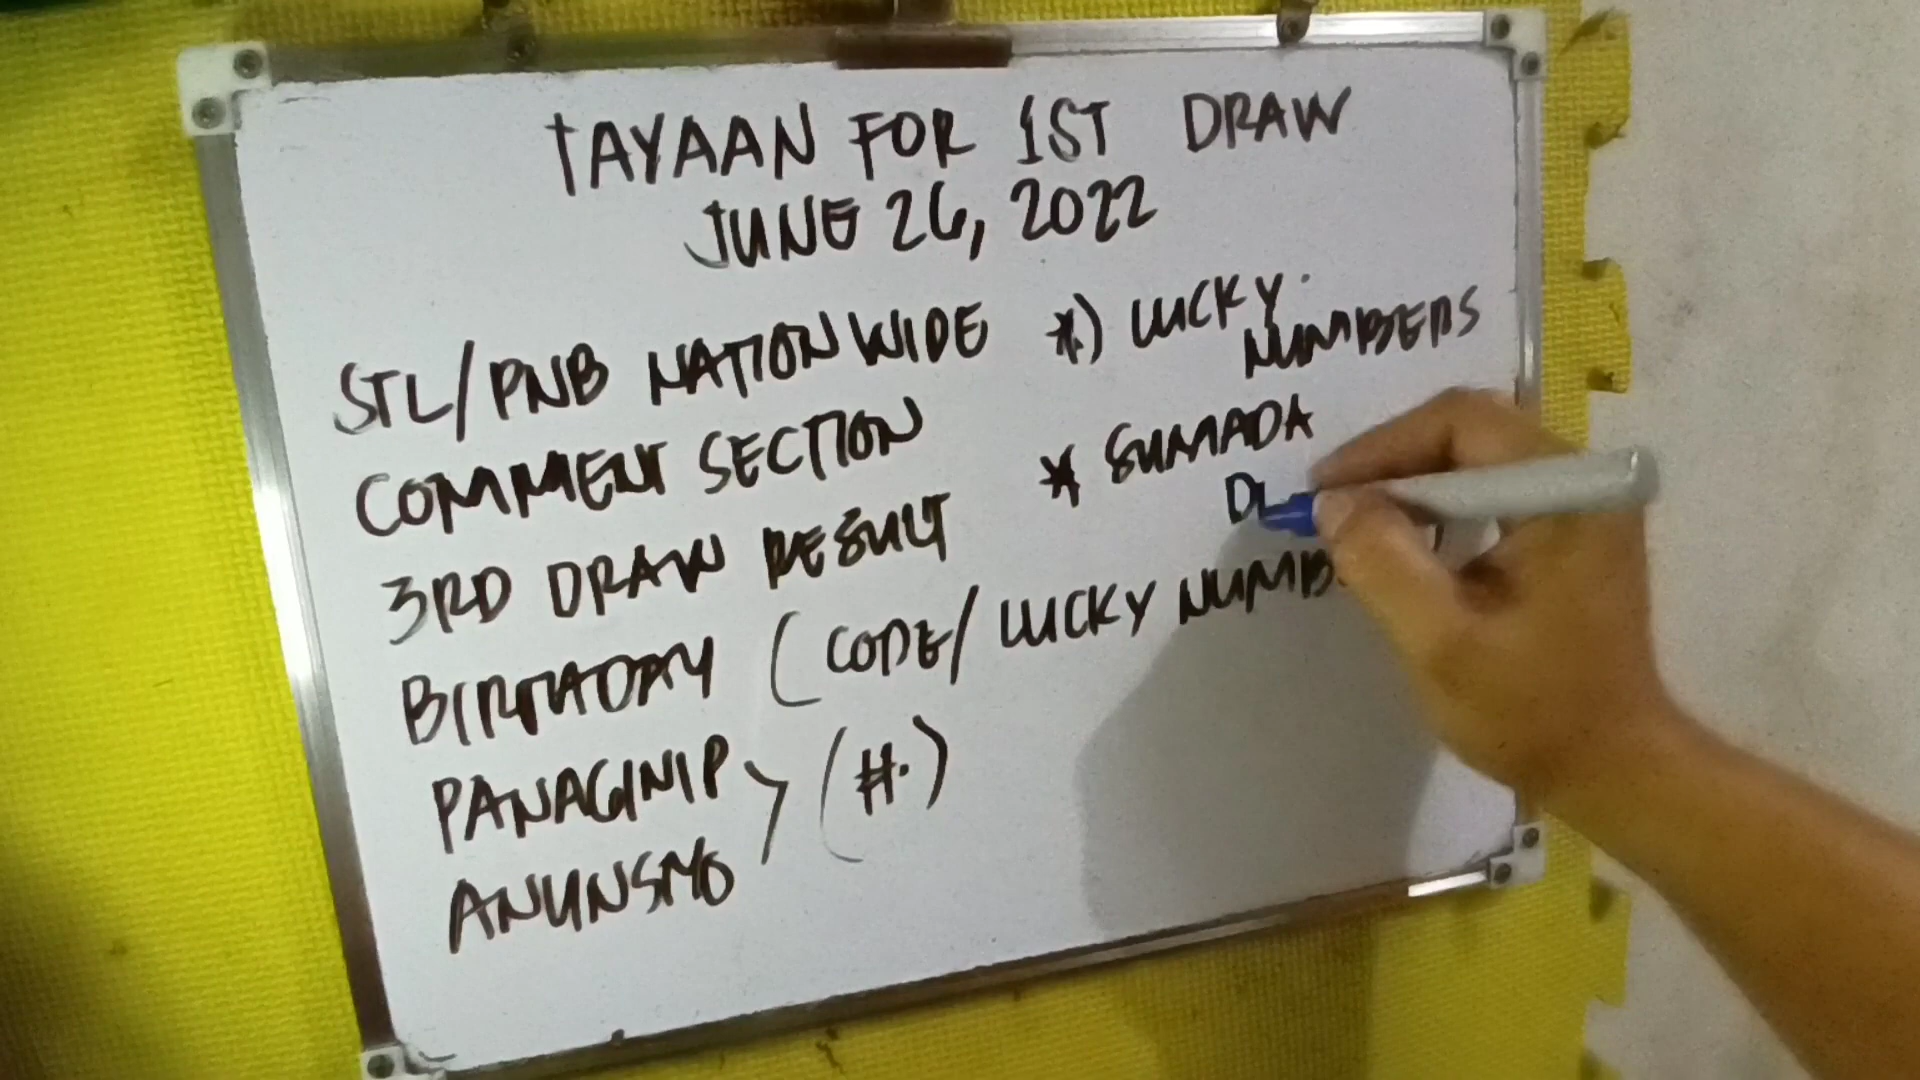 TAYAAN FOR 1ST DRAW
JUNE 26, 2022
STL/PNB NATIONWIDE
COMMENT SECTION
3RD DRAW RESULT
BIRTHDAY (CODE/LUCKY NUMB
PANAGINIP
ANUNSYO
(#.)
*) LUCKY
NUMBERS
* SUMADA